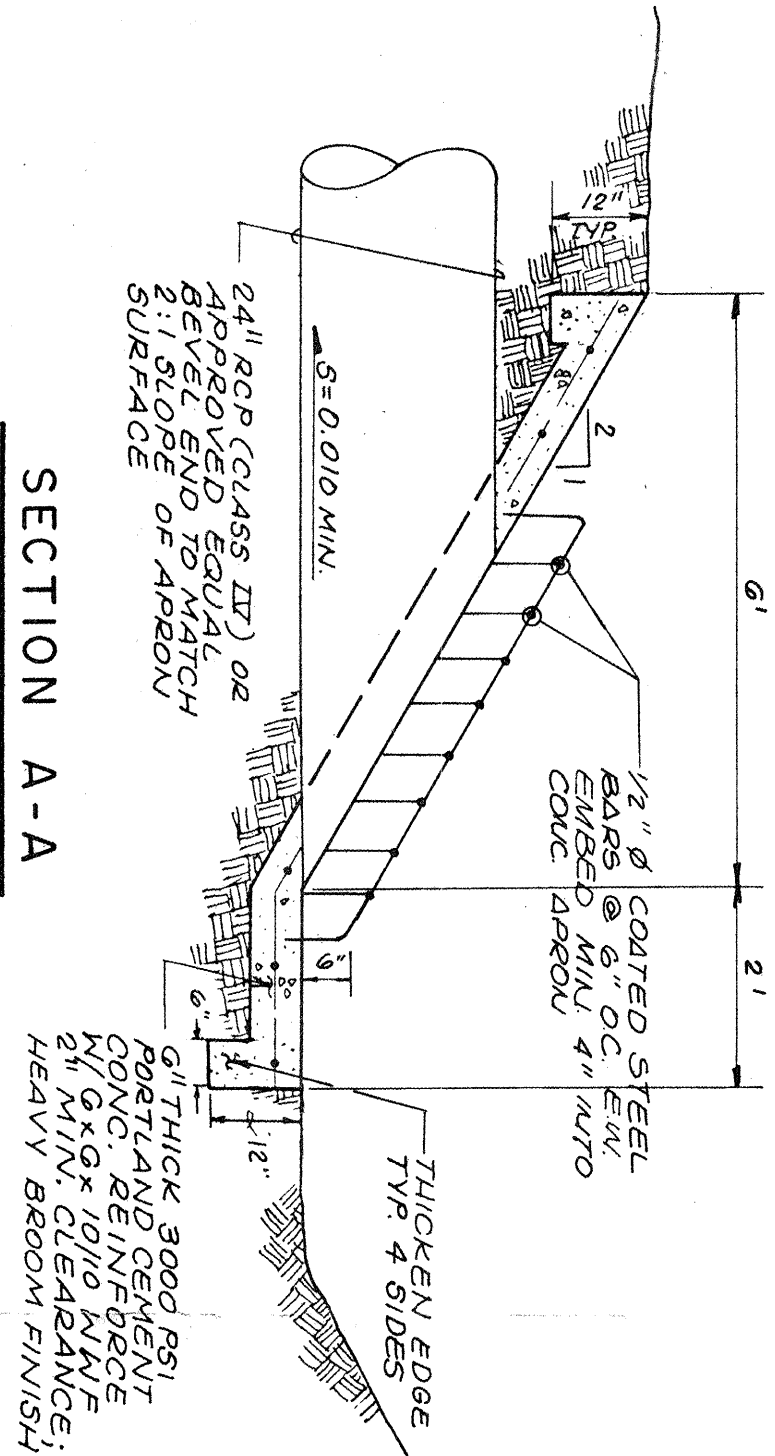 6'
2'
12"
TYP.
2
1
1/2" Ø COATED STEEL
BARS @ 6" O.C. E.W.
EMBED MIN. 4" INTO
CONC. APRON
S=0.010 MIN.
24" RCP (CLASS IV) OR
APPROVED EQUAL
BEVEL END TO MATCH
2:1 SLOPE OF APRON
SURFACE
6"
6"
12"
THICKEN EDGE
TYP. 4 SIDES
6" THICK 3000 PSI
PORTLAND CEMENT
CONC. REINFORCE
W/ 6x6x 10/10 WWF
2" MIN. CLEARANCE;
HEAVY BROOM FINISH
SECTION A-A